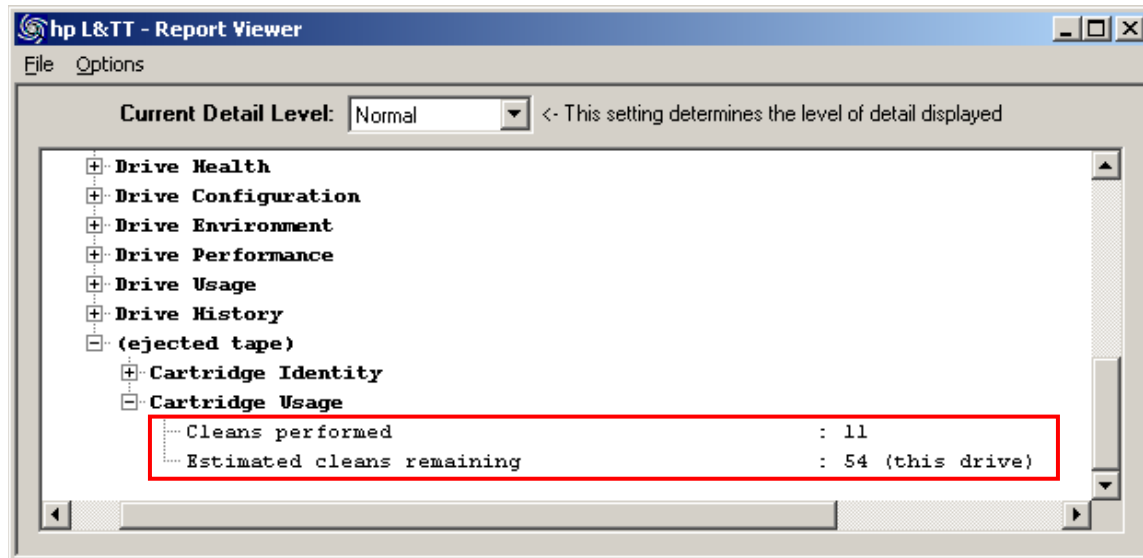 hp L&TT - Report Viewer
File Options
Current Detail Level: Normal <- This setting determines the level of detail displayed
Drive Health
Drive Configuration
Drive Environment
Drive Performance
Drive Usage
Drive History
(ejected tape)
Cartridge Identity
Cartridge Usage
Cleans performed : 11
Estimated cleans remaining : 54 (this drive)